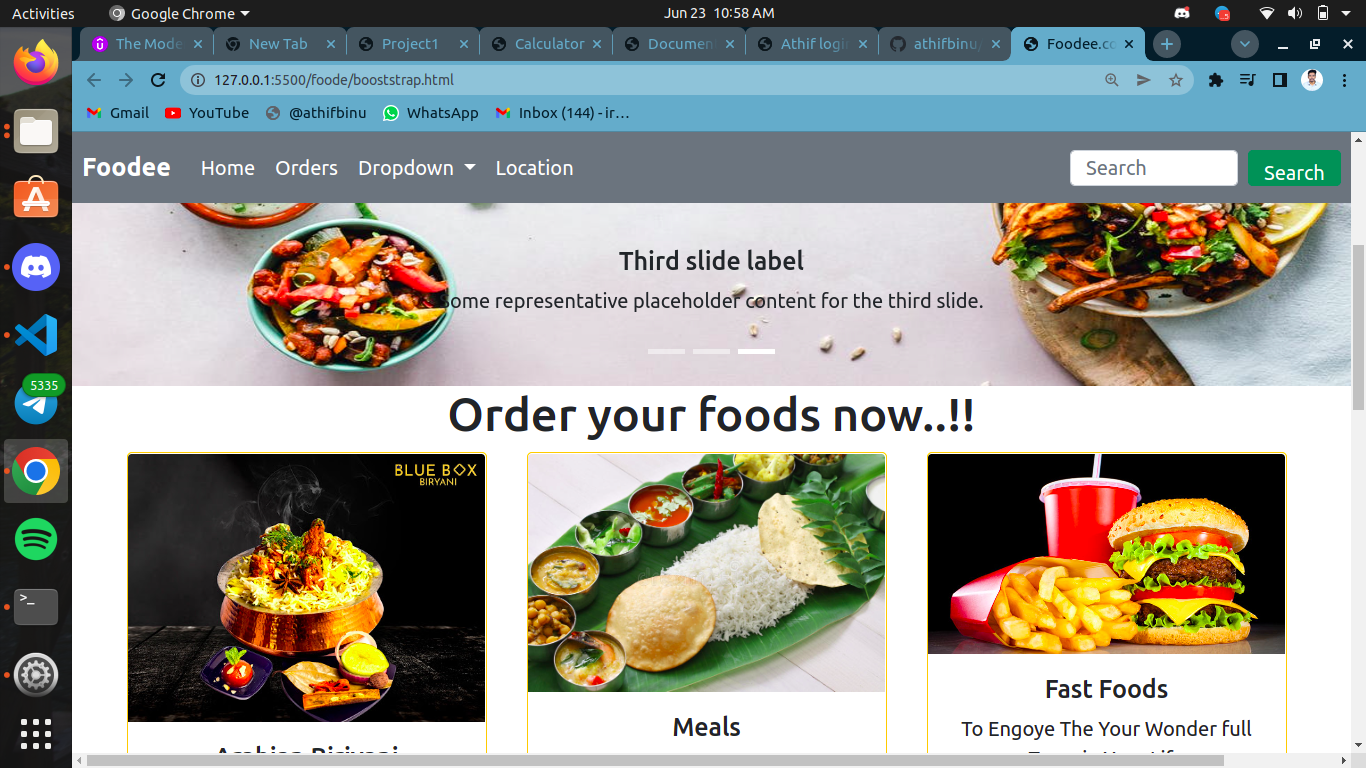 Activities Google Chrome Jun 23 10:58 AM
The Mode New Tab Project1 Calculator Documen Athif logi athifbinu/ Foodee.co
127.0.0.1:5500/foode/booststrap.html
Gmail YouTube @athifbinu WhatsApp Inbox (144) - ir…
Foodee Home Orders Dropdown Location Search Search
Third slide label
Some representative placeholder content for the third slide.
5335
Order your foods now..!!
BLUE BOX
BIRYANI
>_
Fast Foods
Meals
To Engoye The Your Wonder full